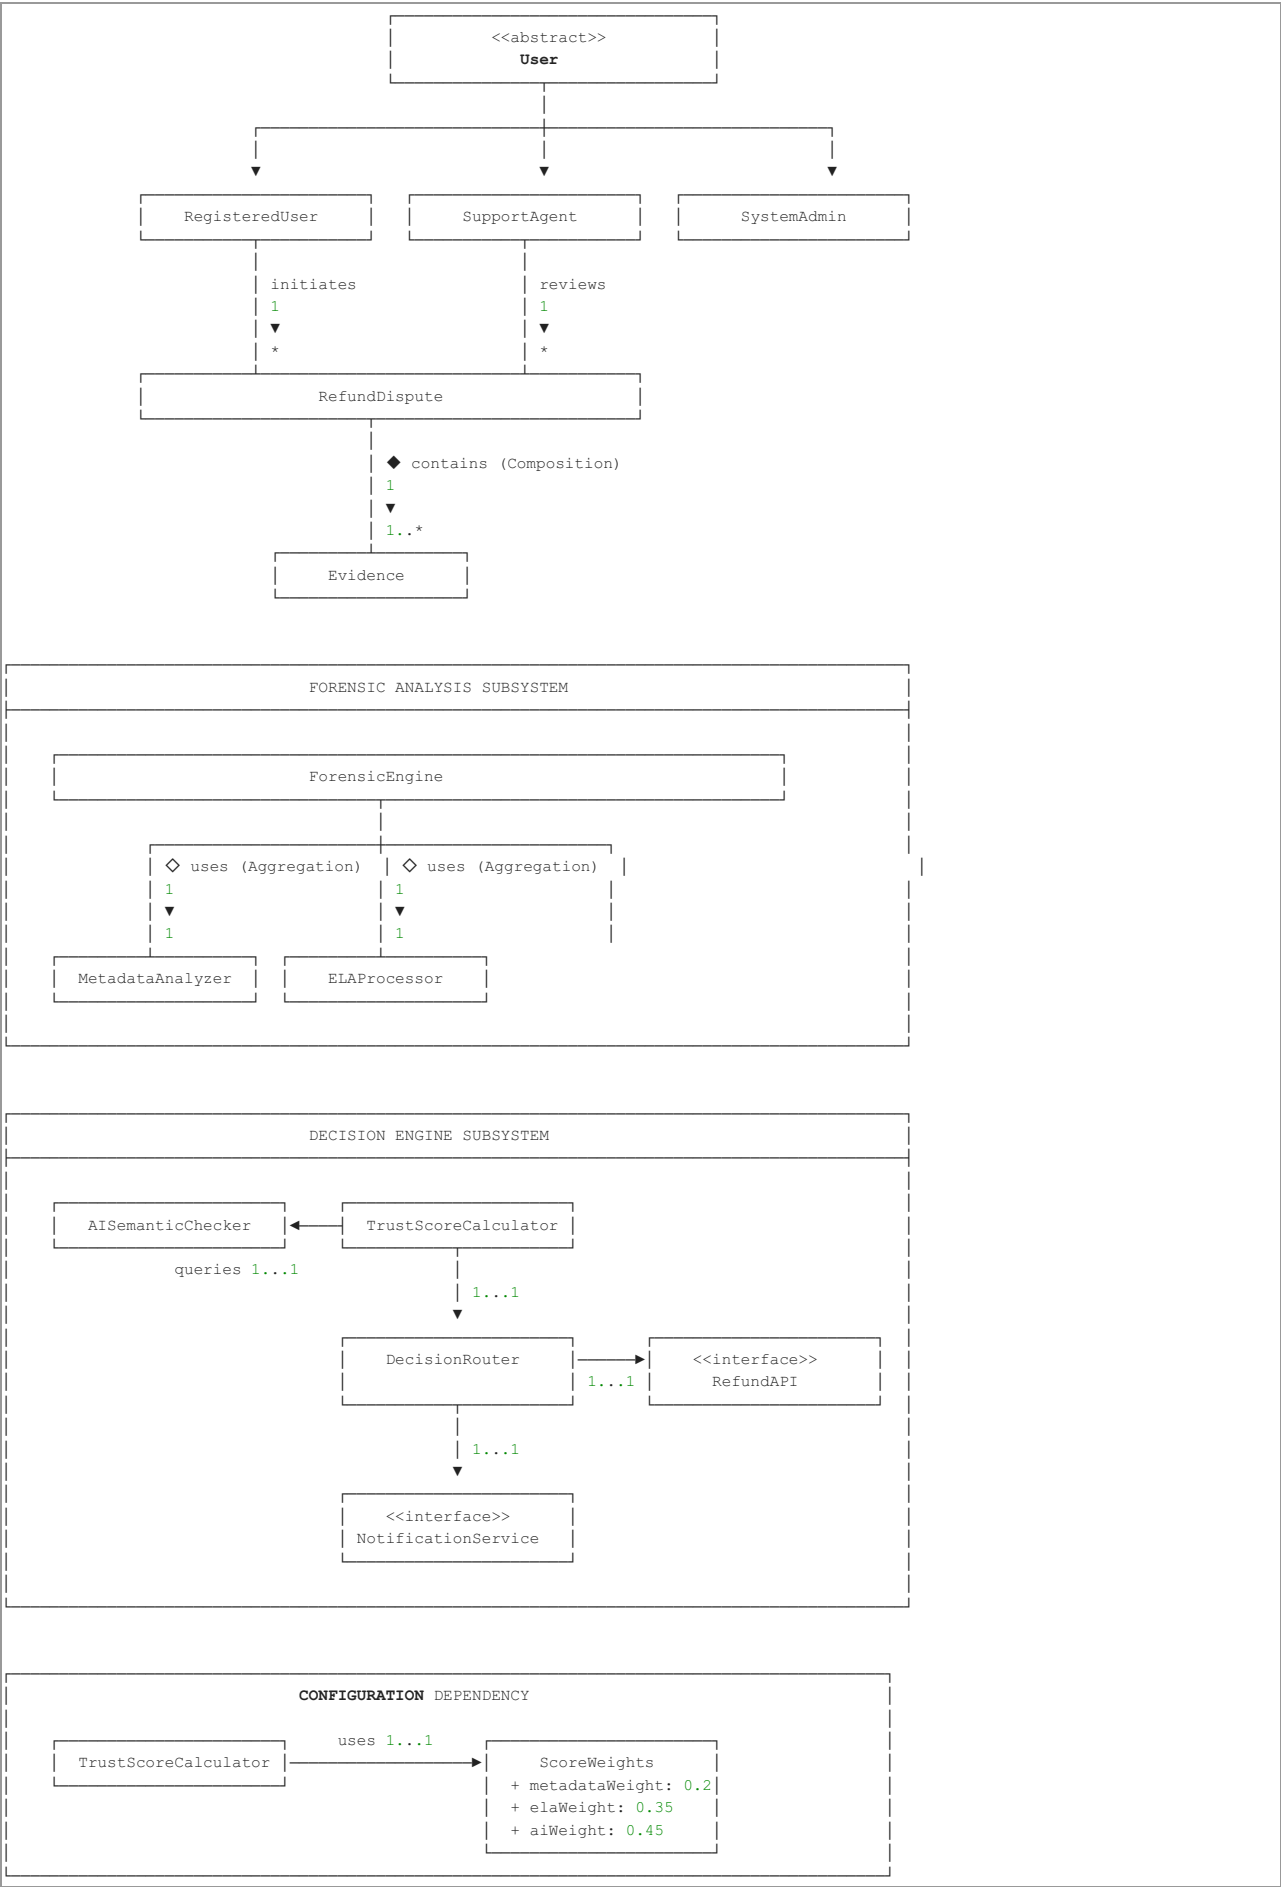 <<abstract>>
User
RegisteredUser SupportAgent SystemAdmin
initiates reviews
1 1
* *
RefundDispute
contains (Composition)
1
1..*
Evidence
FORENSIC ANALYSIS SUBSYSTEM
ForensicEngine
uses (Aggregation) uses (Aggregation)
1 1
1 1
MetadataAnalyzer ELAProcessor
DECISION ENGINE SUBSYSTEM
AISemanticChecker TrustScoreCalculator
queries 1...1
1...1
DecisionRouter <<interface>>
1...1 RefundAPI
1...1
<<interface>>
NotificationService
CONFIGURATION DEPENDENCY
uses 1...1
TrustScoreCalculator ScoreWeights
+ metadataWeight: 0.2
+ elaWeight: 0.35
+ aiWeight: 0.45